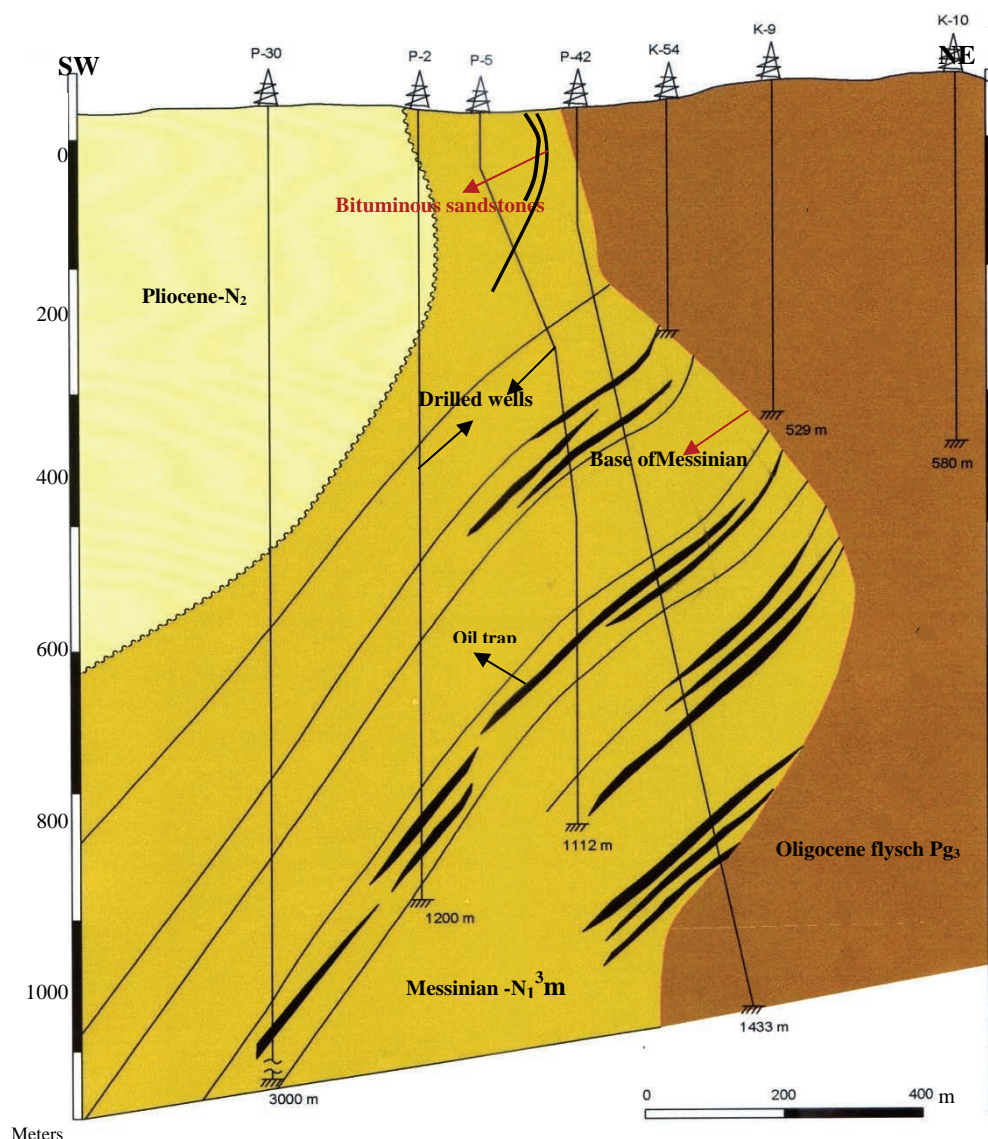 K-10
K-9
SW
P-30
P-2
P-5
P-42
K-54
NE
0
Bituminous sandstones
Pliocene-N₂
200
Drilled wells
529 m
Base ofMessinian
580 m
400
600
Oil trap
800
1112 m
Oligocene flysch Pg₃
1200 m
Messinian -N₁³m
1000
1433 m
3000 m
0 200 400 m
Meters